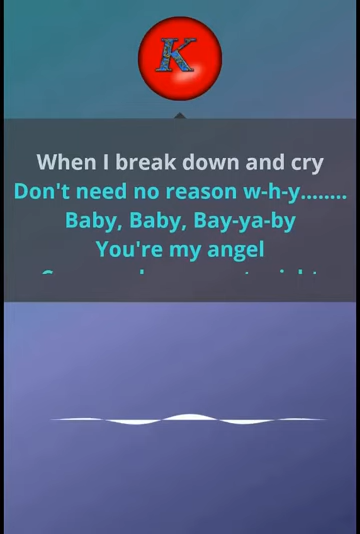 K
When I break down and cry
Don't need no reason w-h-y........
Baby, Baby, Bay-ya-by
You're my angel